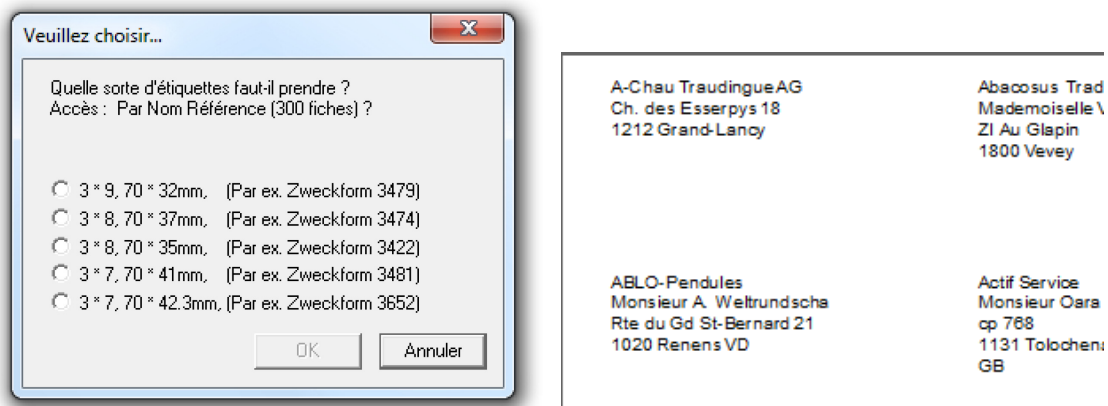 Veuillez choisir...
Quelle sorte d'étiquettes faut-il prendre ?
Accès : Par Nom Référence (300 fiches) ?
3 * 9, 70 * 32mm, (Par ex. Zweckform 3479)
3 * 8, 70 * 37mm, (Par ex. Zweckform 3474)
3 * 8, 70 * 35mm, (Par ex. Zweckform 3422)
3 * 7, 70 * 41mm, (Par ex. Zweckform 3481)
3 * 7, 70 * 42.3mm, (Par ex. Zweckform 3652)
OK Annuler
A-Chau Traudingue AG
Ch. des Esserpys 18
1212 Grand-Lancy
Abacosus Trad
Mademoiselle V
ZI Au Glapin
1800 Vevey
ABLO-Pendules
Monsieur A. Weltrundscha
Rte du Gd St-Bernard 21
1020 Renens VD
Actif Service
Monsieur Oara
cp 768
1131 Tolochena
GB